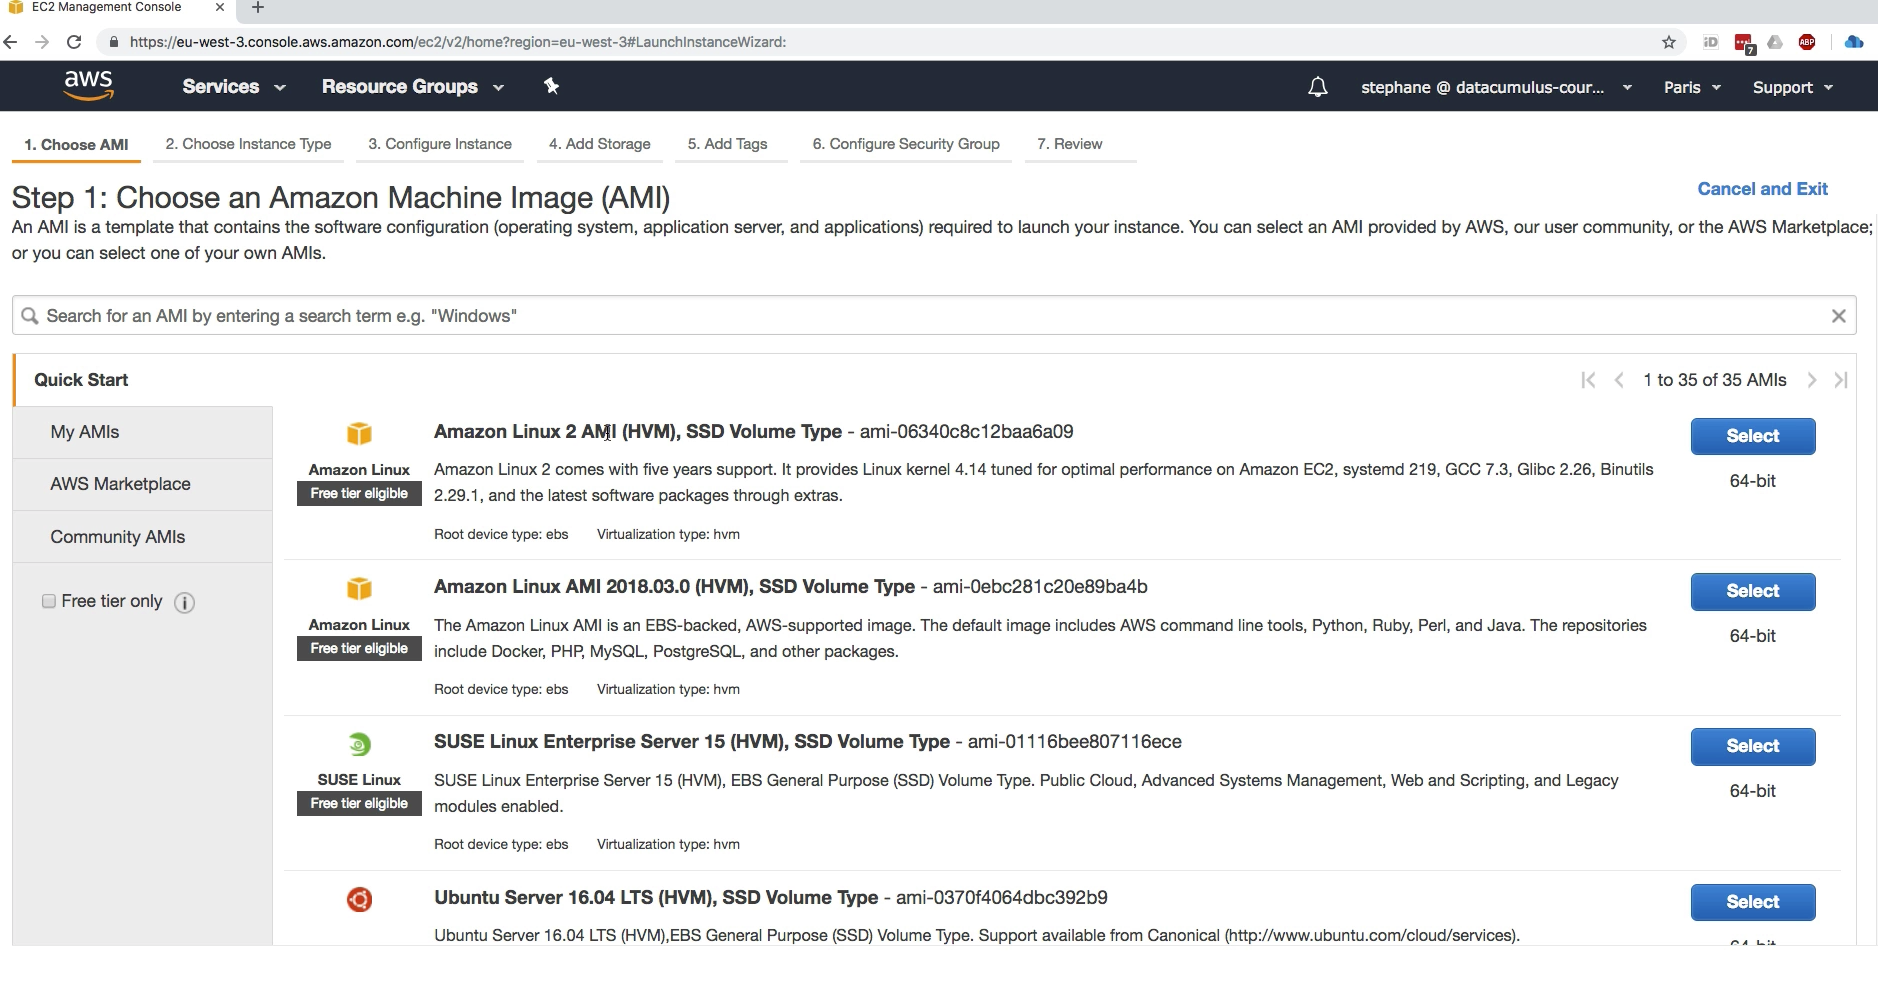 EC2 Management Console
https://eu-west-3.console.aws.amazon.com/ec2/v2/home?region=eu-west-3#LaunchInstanceWizard:
iD
7
ABP
aws Services Resource Groups stephane @ datacumulus-cour... Paris Support
1. Choose AMI 2. Choose Instance Type 3. Configure Instance 4. Add Storage 5. Add Tags 6. Configure Security Group 7. Review
Step 1: Choose an Amazon Machine Image (AMI)
Cancel and Exit
An AMI is a template that contains the software configuration (operating system, application server, and applications) required to launch your instance. You can select an AMI provided by AWS, our user community, or the AWS Marketplace;
or you can select one of your own AMIs.
Search for an AMI by entering a search term e.g. "Windows"
Quick Start
1 to 35 of 35 AMIs
My AMIs
AWS Marketplace
Community AMIs
Free tier only
Amazon Linux 2 AMI (HVM), SSD Volume Type - ami-06340c8c12baa6a09
Select
Amazon Linux
Free tier eligible
Amazon Linux 2 comes with five years support. It provides Linux kernel 4.14 tuned for optimal performance on Amazon EC2, systemd 219, GCC 7.3, Glibc 2.26, Binutils
2.29.1, and the latest software packages through extras.
64-bit
Root device type: ebs Virtualization type: hvm
Amazon Linux AMI 2018.03.0 (HVM), SSD Volume Type - ami-0ebc281c20e89ba4b
Select
Amazon Linux
Free tier eligible
The Amazon Linux AMI is an EBS-backed, AWS-supported image. The default image includes AWS command line tools, Python, Ruby, Perl, and Java. The repositories
include Docker, PHP, MySQL, PostgreSQL, and other packages.
64-bit
Root device type: ebs Virtualization type: hvm
SUSE Linux Enterprise Server 15 (HVM), SSD Volume Type - ami-01116bee807116ece
Select
SUSE Linux
Free tier eligible
SUSE Linux Enterprise Server 15 (HVM), EBS General Purpose (SSD) Volume Type. Public Cloud, Advanced Systems Management, Web and Scripting, and Legacy
modules enabled.
64-bit
Root device type: ebs Virtualization type: hvm
Ubuntu Server 16.04 LTS (HVM), SSD Volume Type - ami-0370f4064dbc392b9
Select
Ubuntu Server 16.04 LTS (HVM),EBS General Purpose (SSD) Volume Type. Support available from Canonical (http://www.ubuntu.com/cloud/services).
64-bit